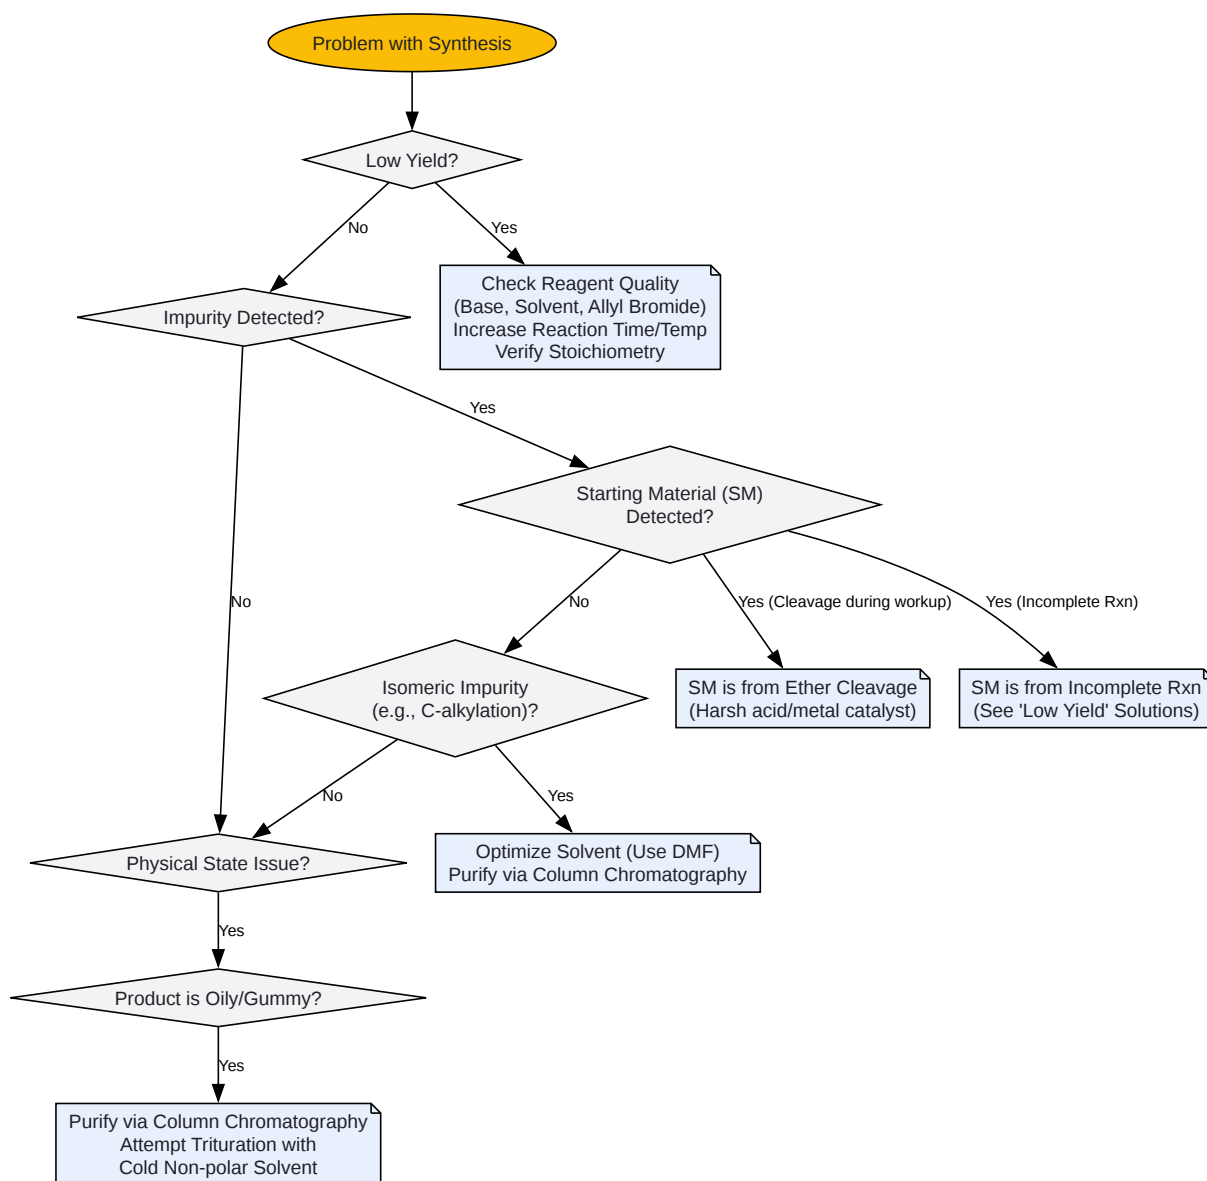 Problem with Synthesis
Low Yield?
No
Yes
Check Reagent Quality
(Base, Solvent, Allyl Bromide)
Increase Reaction Time/Temp
Verify Stoichiometry
Impurity Detected?
Yes
Starting Material (SM)
Detected?
No
No
Yes (Cleavage during workup)
Yes (Incomplete Rxn)
Isomeric Impurity
(e.g., C-alkylation)?
SM is from Ether Cleavage
(Harsh acid/metal catalyst)
SM is from Incomplete Rxn
(See 'Low Yield' Solutions)
No
Yes
Physical State Issue?
Optimize Solvent (Use DMF)
Purify via Column Chromatography
Yes
Product is Oily/Gummy?
Yes
Purify via Column Chromatography
Attempt Trituration with
Cold Non-polar Solvent